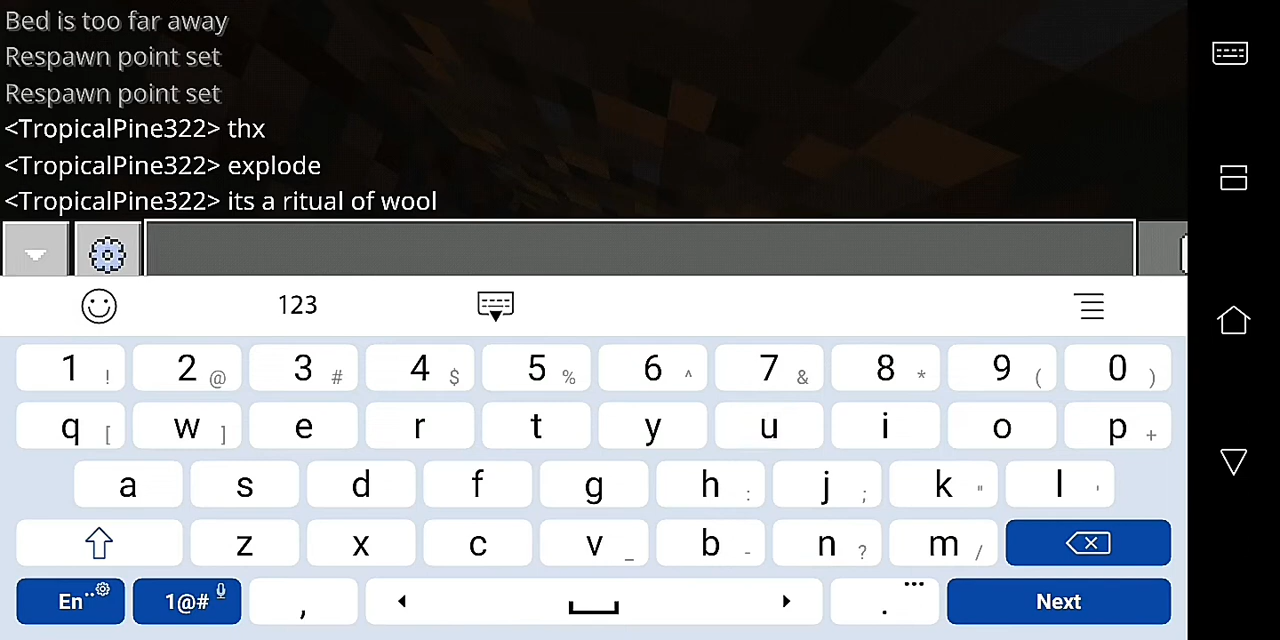 Bed is too far away
Respawn point set
Respawn point set
<TropicalPine322> thx
<TropicalPine322> explode
<TropicalPine322> its a ritual of wool
123
1 ! 2 @ 3 # 4 $ 5 % 6 ^ 7 & 8 * 9 ( 0 )
q [ w ] e r t y u i o p +
a s d f g h : j ; k " l '
z x c v _ b - n ? m /
En 1@# , . ... Next